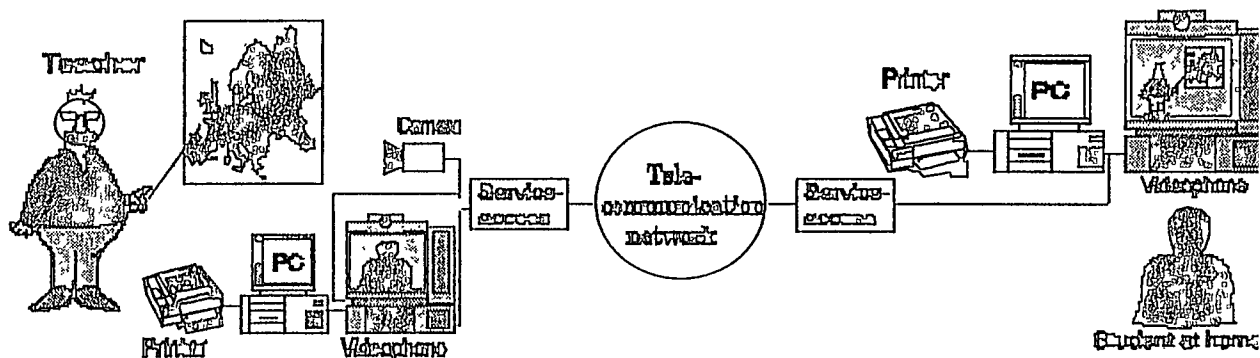 Teacher
Camera
Service-
access
Tele-
communication
network
Service-
access
Printer
PC
Videophone
Student at home
PC
Printer
Videophone